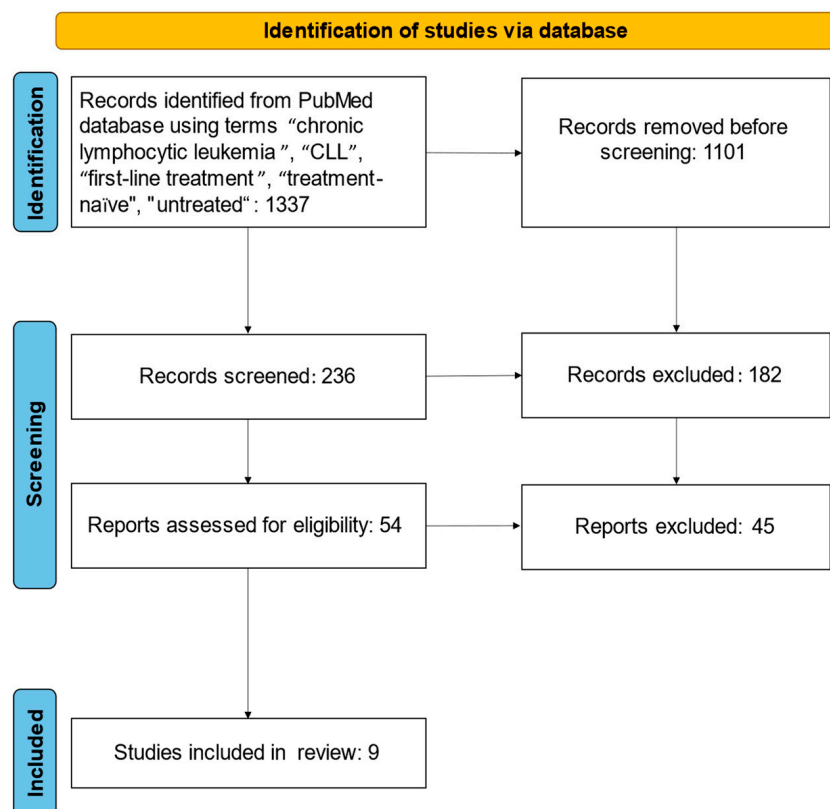 Identification of studies via database
Identification
Records identified from PubMed
database using terms “chronic
lymphocytic leukemia”, “CLL”,
“first-line treatment”, “treatment-
naïve", "untreated“: 1337
Records removed before
screening: 1101
Screening
Records screened: 236
Records excluded: 182
Reports assessed for eligibility: 54
Reports excluded: 45
Included
Studies included in review: 9